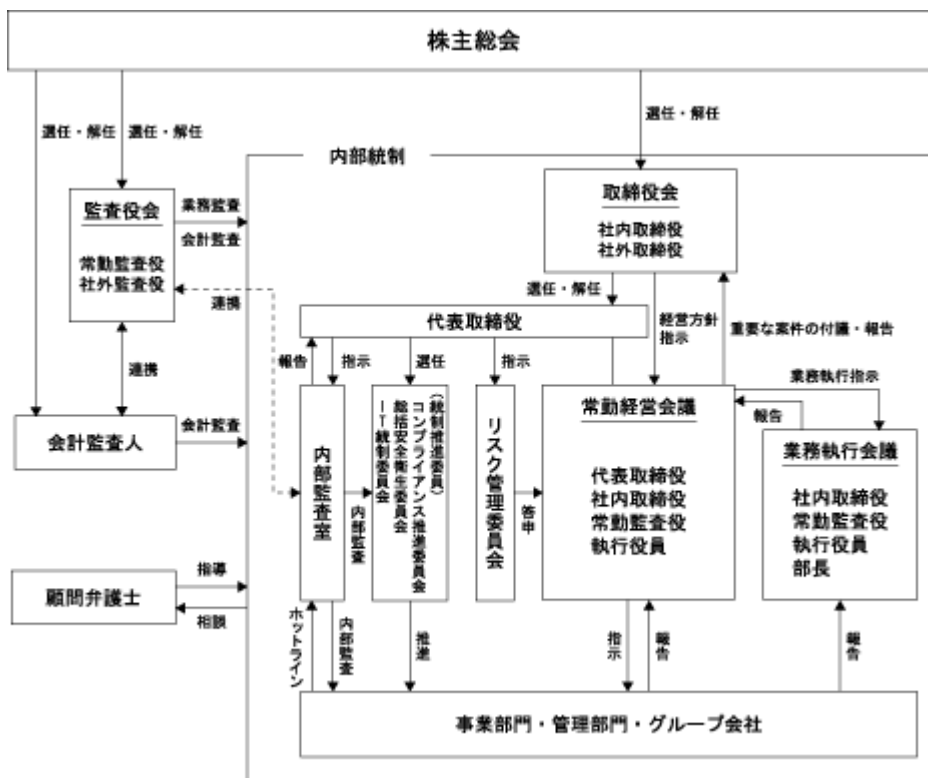 株主総会
選任・解任
選任・解任
選任・解任
内部統制
監査役会
常勤監査役
社外監査役
業務監査
会計監査
連携
取締役会
社内取締役
社外取締役
選任・解任
経営方針
指示
重要な案件の付議・報告
代表取締役
報告
指示
選任
指示
連携
会計監査人
会計監査
内部監査室
内部監査
(統制推進委員)
コンプライアンス推進委員会
総括安全衛生委員会
IT統制委員会
リスク管理委員会
答申
常勤経営会議
代表取締役
社内取締役
常勤監査役
執行役員
業務執行指示
報告
業務執行会議
社内取締役
常勤監査役
執行役員
部長
顧問弁護士
指導
相談
ホットライン
内部監査
推進
指示
報告
報告
事業部門・管理部門・グループ会社